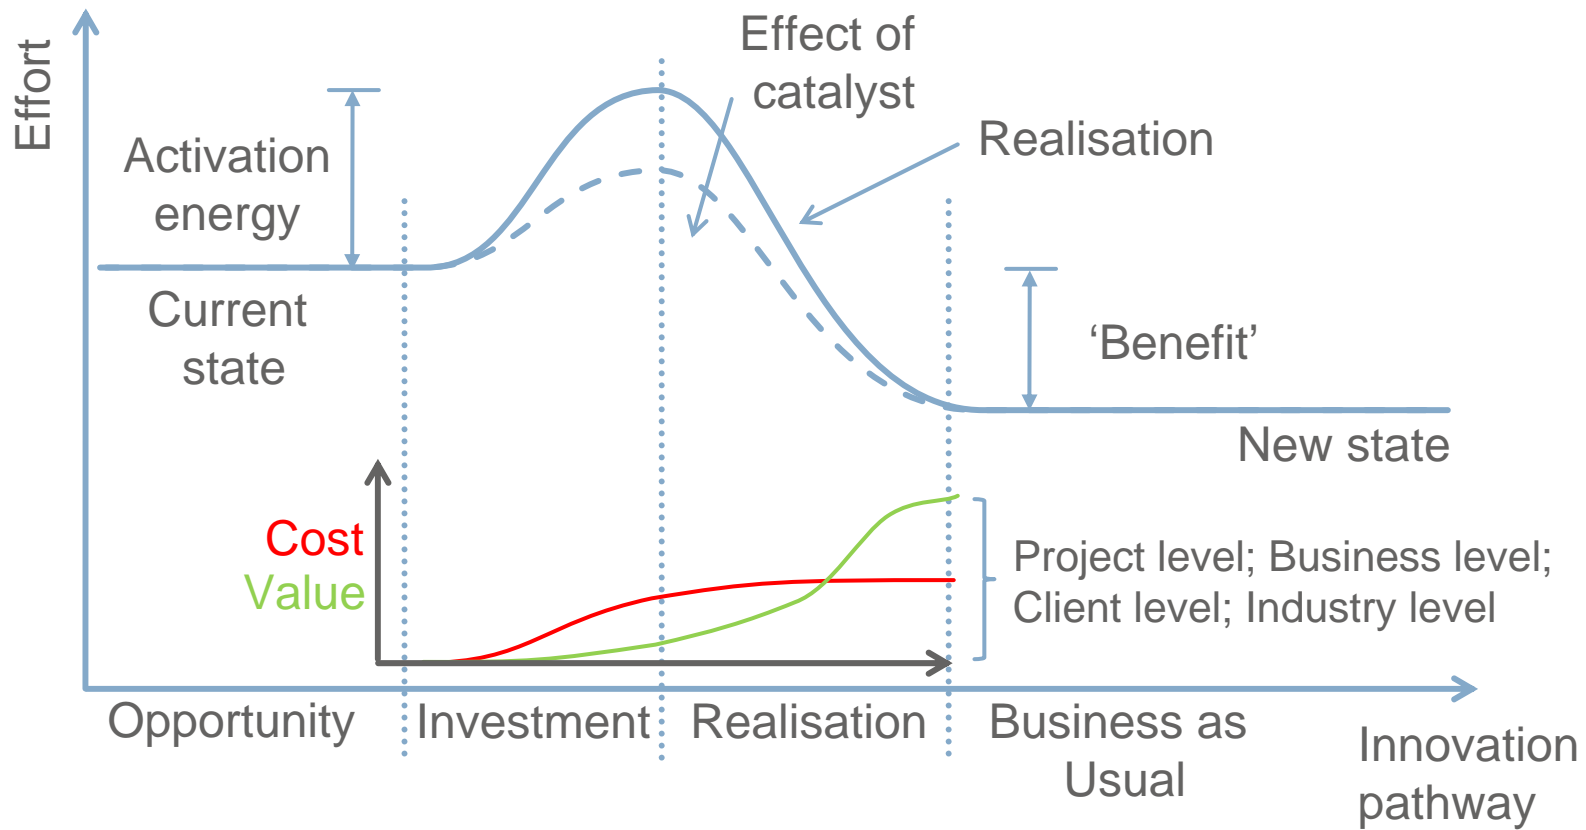 Effort
Effect of
catalyst
Activation
energy
Realisation
Current
state
‘Benefit’
New state
Cost
Value
Project level; Business level;
Client level; Industry level
Opportunity
Investment
Realisation
Business as
Usual
Innovation
pathway